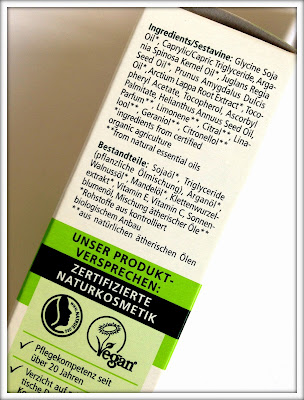 Ingredients/Sestavine: Glycine Soja
Oil*, Caprylic/Capric Triglyceride, Arga-
nia Spinosa Kernel Oil*, Juglans Regia
Seed Oil*, Prunus Amygdalus Dulcis
Oil*, Arctium Lappa Root Extract*, Toco-
pheryl Acetate, Tocopherol, Ascorbyl
Palmitate, Helianthus Annuus Seed Oil,
Parfum**, Limonene**, Citral**, Lina-
lool**, Geraniol**, Citronellol**
*ingredients from certified
organic agriculture
**from natural essential oils
Bestandteile: Sojaöl*, Triglyceride
(pflanzliche Ölmischung), Arganöl*,
Walnusöl*, Mandelöl*, Klettenwurzel-
extrakt*, Vitamin E, Vitamin C, Sonnen-
blumenöl, Mischung ätherischer Öle**
*Rohstoffe aus kontrolliert
biologischem Anbau
** aus natürlichen ätherischen Ölen
UNSER PRODUKT-
VERSPRECHEN:
ZERTIFIZIERTE
NATURKOSMETIK
Vegan
Pflegekompetenz seit
über 20 Jahren
Verzicht auf
tische D